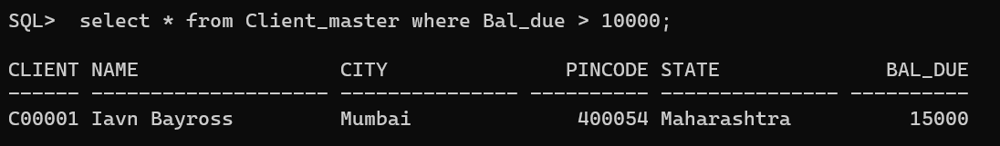 SQL>  select * from Client_master where Bal_due > 10000;
CLIENT NAME                 CITY               PINCODE STATE              BAL_DUE
------ -------------------- --------------- ---------- --------------- ----------
C00001 Iavn Bayross         Mumbai              400054 Maharashtra          15000